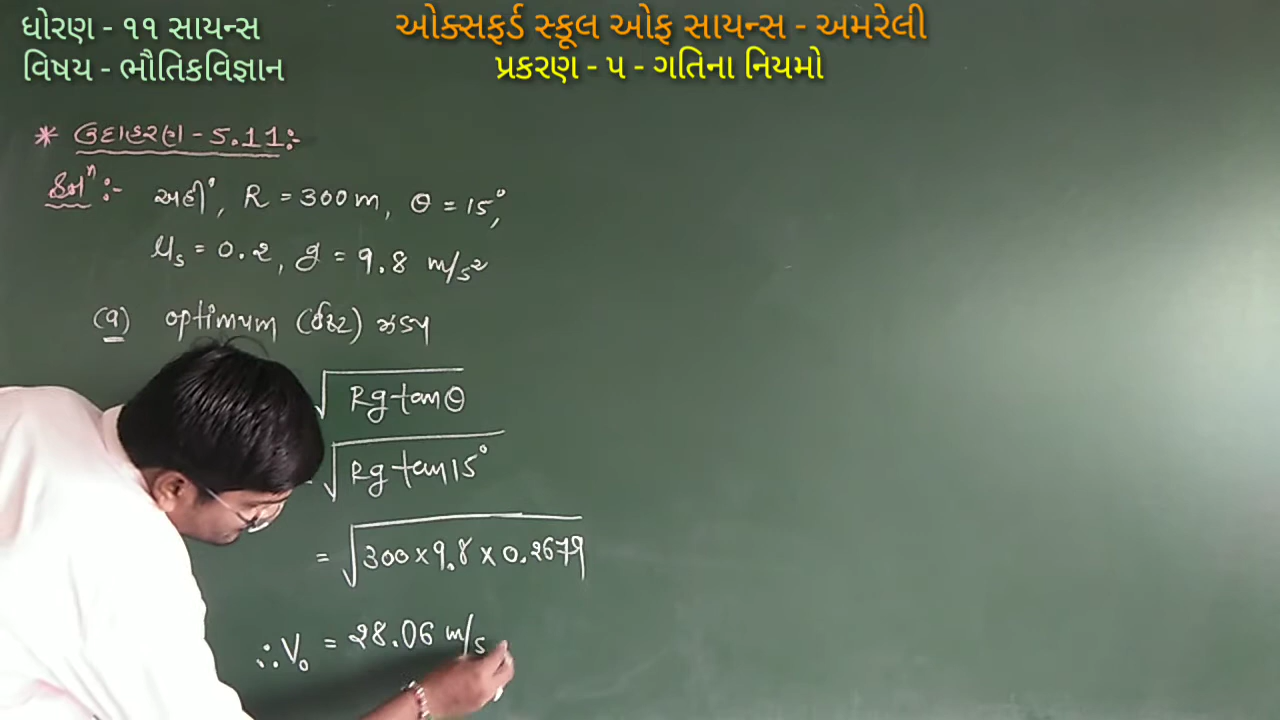 ધોરણ - ૧૧ સાયન્સ
વિષય - ભૌતિકવિજ્ઞાન
ઓક્સફર્ડ સ્કૂલ ઓફ સાયન્સ - અમરેલી
પ્રકરણ - ૫ - ગતિના નિયમો
* ઉદાહરણ - 5.11 :-
:- અહીં, R = 300 m, θ = 15°,
μs = 0.2, g = 9.8 m/s²
(a) optimum (ઈષ્ટ) ઝડપ
√Rg tanθ
√Rg tan15°
= √300 × 9.8 × 0.2679
∴ V₀ = 28.06 m/s